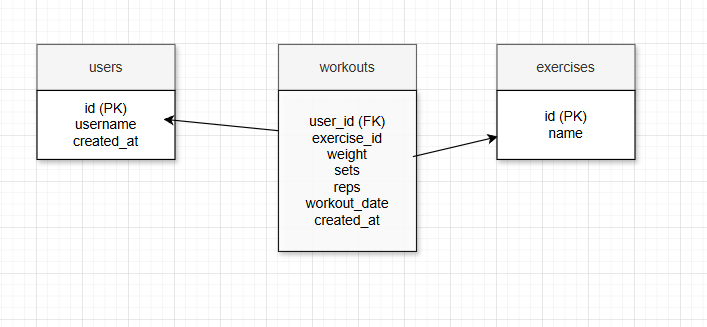 users
id (PK)
username
created_at
workouts
user_id (FK)
exercise_id
weight
sets
reps
workout_date
created_at
exercises
id (PK)
name